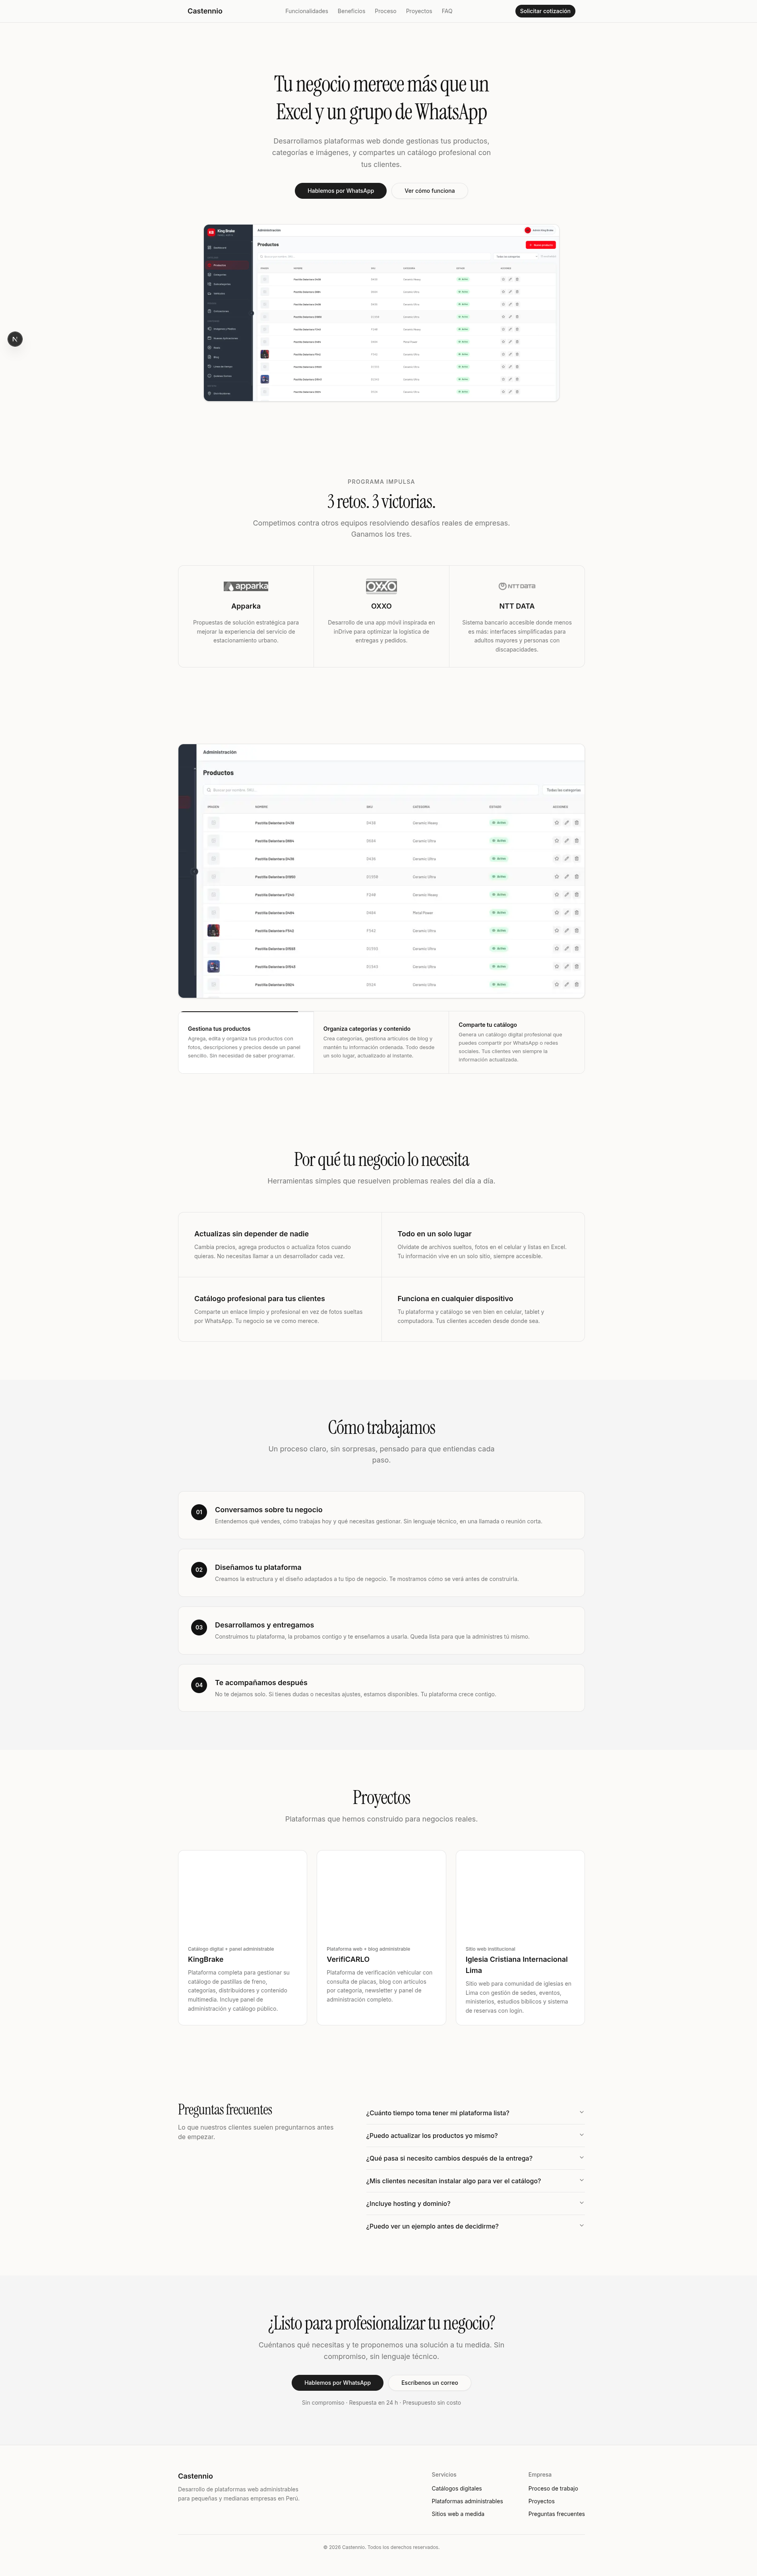 Castennio
Funcionalidades Beneficios Proceso Proyectos FAQ
Solicitar cotización
Tu negocio merece más que un
Excel y un grupo de WhatsApp
Desarrollamos plataformas web donde gestionas tus productos,
categorías e imágenes, y compartes un catálogo profesional con
tus clientes.
Hablemos por WhatsApp
Ver cómo funciona
King Brake
Administración
Productos
N
PROGRAMA IMPULSA
3 retos. 3 victorias.
Competimos contra otros equipos resolviendo desafíos reales de empresas.
Ganamos los tres.
apparka
Apparka
Propuestas de solución estratégica para
mejorar la experiencia del servicio de
estacionamiento urbano.
OXXO
OXXO
Desarrollo de una app móvil inspirada en
inDrive para optimizar la logística de
entregas y pedidos.
NTT DATA
NTT DATA
Sistema bancario accesible donde menos
es más: interfaces simplificadas para
adultos mayores y personas con
discapacidades.
Administración
Productos
Todas las categorías
IMAGEN NOMBRE SKU CATEGORÍA ESTADO ACCIONES
Gestiona tus productos
Agrega, edita y organiza tus productos con
fotos, descripciones y precios desde un panel
sencillo. Sin necesidad de saber programar.
Organiza categorías y contenido
Crea categorías, gestiona artículos de blog y
mantén tu información ordenada. Todo desde
un solo lugar, actualizado al instante.
Comparte tu catálogo
Genera un catálogo digital profesional que
puedes compartir por WhatsApp o redes
sociales. Tus clientes ven siempre la
información actualizada.
Por qué tu negocio lo necesita
Herramientas simples que resuelven problemas reales del día a día.
Actualizas sin depender de nadie
Cambia precios, agrega productos o actualiza fotos cuando
quieras. No necesitas llamar a un desarrollador cada vez.
Todo en un solo lugar
Olvídate de archivos sueltos, fotos en el celular y listas en Excel.
Tu información vive en un solo sitio, siempre accesible.
Catálogo profesional para tus clientes
Comparte un enlace limpio y profesional en vez de fotos sueltas
por WhatsApp. Tu negocio se ve como merece.
Funciona en cualquier dispositivo
Tu plataforma y catálogo se ven bien en celular, tablet y
computadora. Tus clientes acceden desde donde sea.
Cómo trabajamos
Un proceso claro, sin sorpresas, pensado para que entiendas cada
paso.
01
Conversamos sobre tu negocio
Entendemos qué vendes, cómo trabajas hoy y qué necesitas gestionar. Sin lenguaje técnico, en una llamada o reunión corta.
02
Diseñamos tu plataforma
Creamos la estructura y el diseño adaptados a tu tipo de negocio. Te mostramos cómo se verá antes de construirla.
03
Desarrollamos y entregamos
Construimos tu plataforma, la probamos contigo y te enseñamos a usarla. Queda lista para que la administres tú mismo.
04
Te acompañamos después
No te dejamos solo. Si tienes dudas o necesitas ajustes, estamos disponibles. Tu plataforma crece contigo.
Proyectos
Plataformas que hemos construido para negocios reales.
Catálogo digital + panel administrable
KingBrake
Plataforma completa para gestionar su
catálogo de pastillas de freno,
categorías, distribuidores y contenido
multimedia. Incluye panel de
administración y catálogo público.
Plataforma web + blog administrable
VerifiCARLO
Plataforma de verificación vehicular con
consulta de placas, blog con artículos
por categoría, newsletter y panel de
administración completo.
Sitio web institucional
Iglesia Cristiana Internacional
Lima
Sitio web para comunidad de iglesias en
Lima con gestión de sedes, eventos,
ministerios, estudios bíblicos y sistema
de reservas con login.
Preguntas frecuentes
Lo que nuestros clientes suelen preguntarnos antes
de empezar.
¿Cuánto tiempo toma tener mi plataforma lista?
¿Puedo actualizar los productos yo mismo?
¿Qué pasa si necesito cambios después de la entrega?
¿Mis clientes necesitan instalar algo para ver el catálogo?
¿Incluye hosting y dominio?
¿Puedo ver un ejemplo antes de decidirme?
¿Listo para profesionalizar tu negocio?
Cuéntanos qué necesitas y te proponemos una solución a tu medida. Sin
compromiso, sin lenguaje técnico.
Hablemos por WhatsApp
Escríbenos un correo
Sin compromiso · Respuesta en 24 h · Presupuesto sin costo
Castennio
Desarrollo de plataformas web administrables
para pequeñas y medianas empresas en Perú.
Servicios
Catálogos digitales
Plataformas administrables
Sitios web a medida
Empresa
Proceso de trabajo
Proyectos
Preguntas frecuentes
© 2026 Castennio. Todos los derechos reservados.